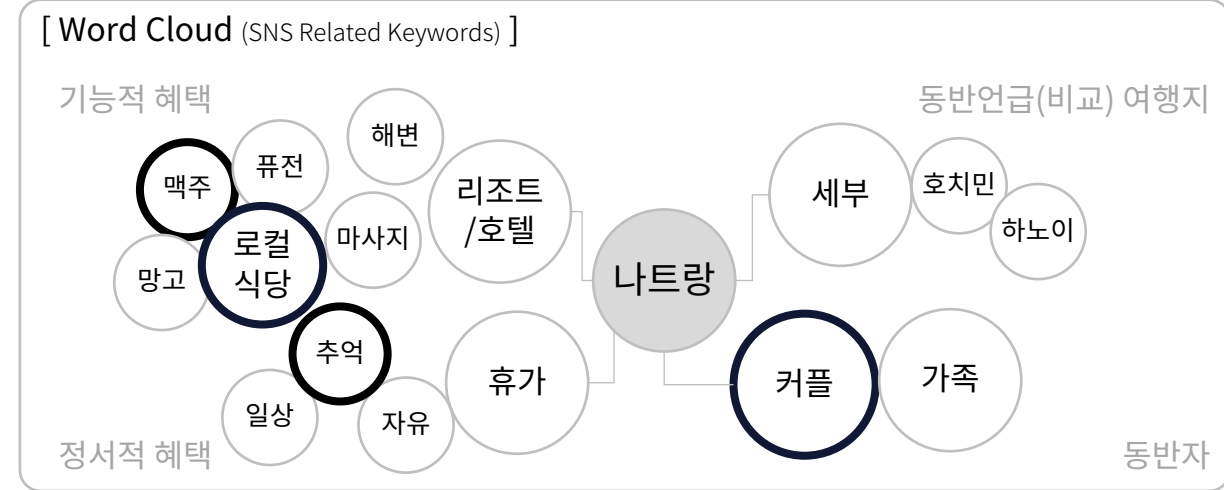 [ Word Cloud (SNS Related Keywords) ]
기능적 혜택
동반언급(비교) 여행지
해변
퓨전
맥주
리조트
/호텔
마사지
로컬
식당
망고
나트랑
세부
호치민
하노이
추억
휴가
일상
자유
커플
가족
정서적 혜택
동반자